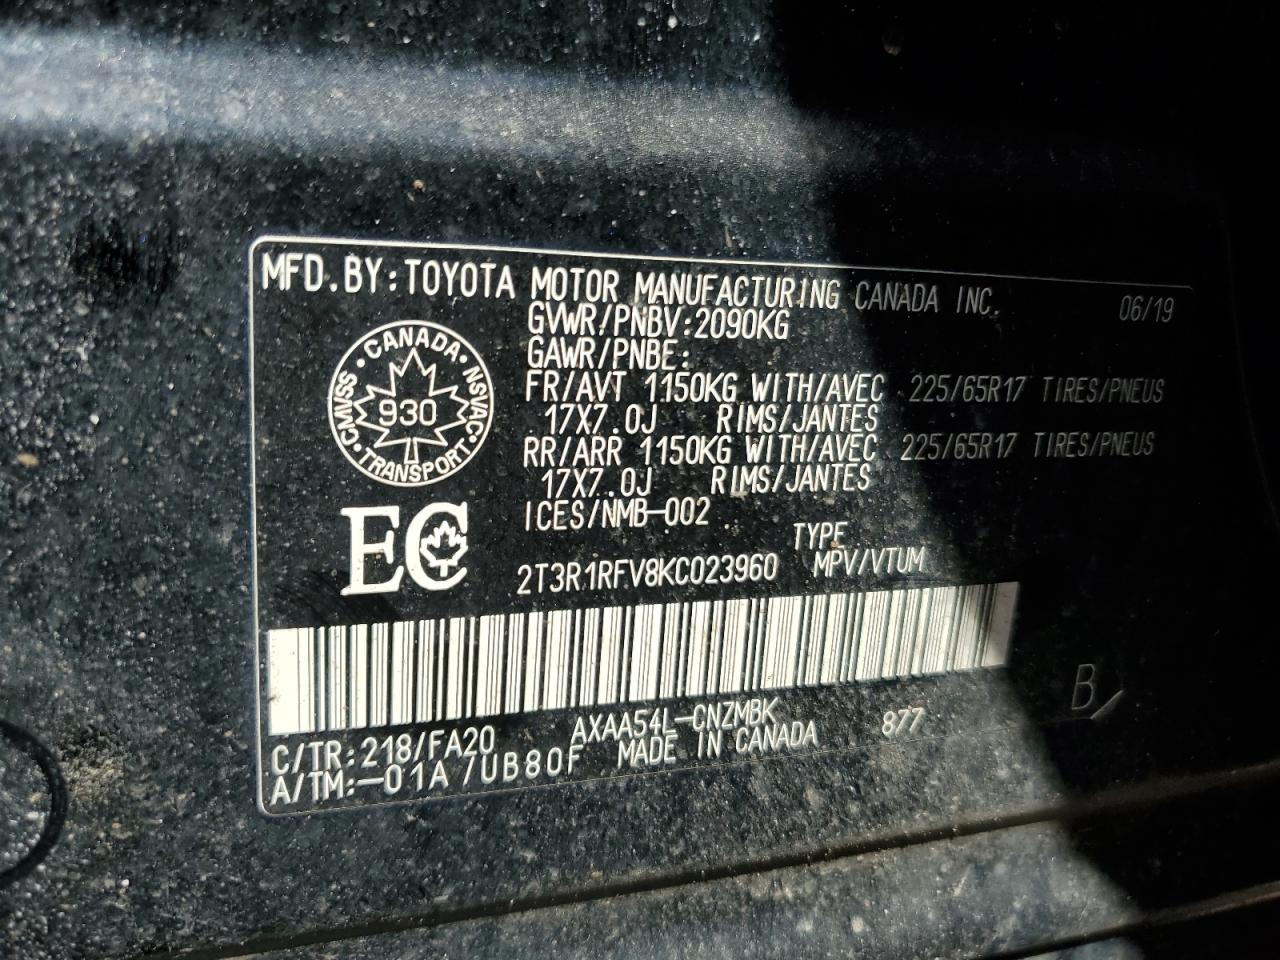 MFD.BY:TOYOTA MOTOR MANUFACTURING CANADA INC. 06/19
GVWR/PNBV:2090KG
GAWR/PNBE:
FR/AVT 1150KG WITH/AVEC 225/65R17 TIRES/PNEUS
17X7.0J RIMS/JANTES
RR/ARR 1150KG WITH/AVEC 225/65R17 TIRES/PNEUS
17X7.0J RIMS/JANTES
ICES/NMB-002
CANADA
CMVSS NSVAC
930
TRANSPORT
EC
TYPE
2T3R1RFV8KC023960 MPV/VTUM
B/
C/TR:218/FA20 AXAA54L-CNZMBK 877
A/TM:-01A /UB80F MADE IN CANADA